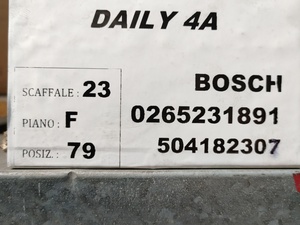 DAILY 4A
SCAFFALE : 23
PIANO : F
POSIZ. : 79
BOSCH
0265231891
504182307